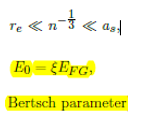 r_e ≪ n^{-1/3} ≪ a_s,
E_0 = ξE_{FG},
Bertsch parameter